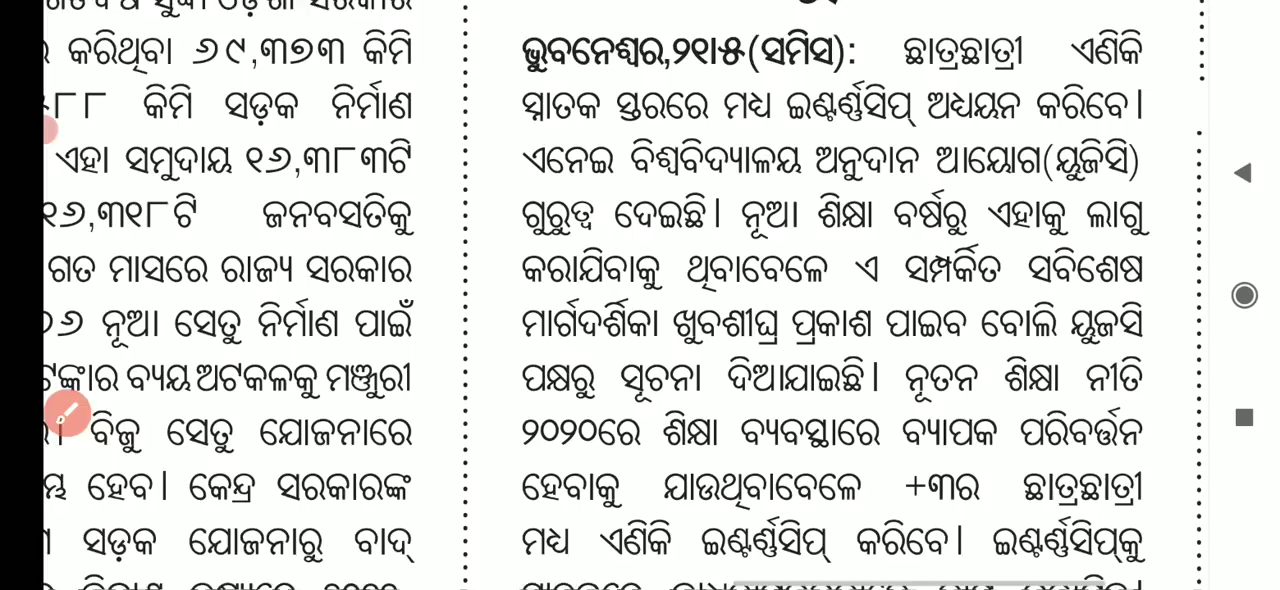 କରିଥିବା ୬୯,୩୭୩ କିମି
କିମି ସଡ଼କ ନିର୍ମାଣ
ଏହା ସମୁଦାୟ ୧୬,୩୮୩ଟି
୧୬,୩୧୮ଟି ଜନବସତିକୁ
ଗତ ମାସରେ ରାଜ୍ୟ ସରକାର
ନୂଆ ସେତୁ ନିର୍ମାଣ ପାଇଁ
ବ୍ୟୟ ଅଟକଳକୁ ମଞ୍ଜୁରୀ
ବିଜୁ ସେତୁ ଯୋଜନାରେ
ହେବ। କେନ୍ଦ୍ର ସରକାରଙ୍କ
ସଡ଼କ ଯୋଜନାରୁ ବାଦ୍
ଭୁବନେଶ୍ୱର,୨୧।୫(ସମିସ): ଛାତ୍ରଛାତ୍ରୀ ଏଣିକି
ସ୍ନାତକ ସ୍ତରରେ ମଧ୍ୟ ଇଣ୍ଟର୍ଣ୍ଣସିପ୍ ଅଧ୍ୟୟନ କରିବେ।
ଏନେଇ ବିଶ୍ୱବିଦ୍ୟାଳୟ ଅନୁଦାନ ଆୟୋଗ(ୟୁଜିସି)
ଗୁରୁତ୍ୱ ଦେଇଛି। ନୂଆ ଶିକ୍ଷା ବର୍ଷରୁ ଏହାକୁ ଲାଗୁ
କରାଯିବାକୁ ଥିବାବେଳେ ଏ ସମ୍ପର୍କିତ ସବିଶେଷ
ମାର୍ଗଦର୍ଶିକା ଖୁବଶୀଘ୍ର ପ୍ରକାଶ ପାଇବ ବୋଲି ୟୁଜସି
ପକ୍ଷରୁ ସୂଚନା ଦିଆଯାଇଛି। ନୂତନ ଶିକ୍ଷା ନୀତି
୨୦୨୦ରେ ଶିକ୍ଷା ବ୍ୟବସ୍ଥାରେ ବ୍ୟାପକ ପରିବର୍ତ୍ତନ
ହେବାକୁ ଯାଉଥିବାବେଳେ +୩ର ଛାତ୍ରଛାତ୍ରୀ
ମଧ୍ୟ ଏଣିକି ଇଣ୍ଟର୍ଣ୍ଣସିପ୍ କରିବେ। ଇଣ୍ଟର୍ଣ୍ଣସିପ୍‌କୁ